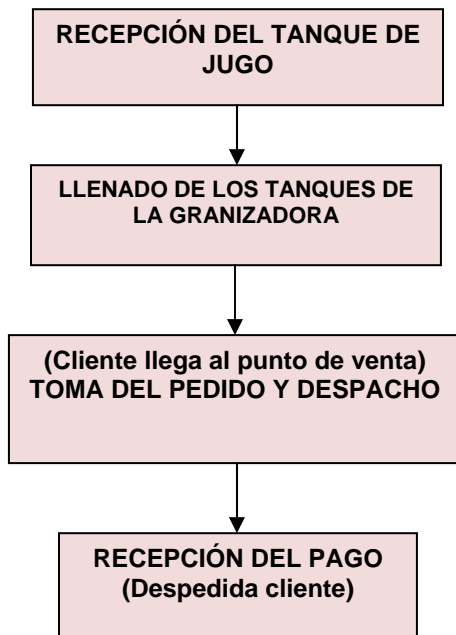 RECEPCIÓN DEL TANQUE DE
JUGO
LLENADO DE LOS TANQUES DE
LA GRANIZADORA
(Cliente llega al punto de venta)
TOMA DEL PEDIDO Y DESPACHO
RECEPCIÓN DEL PAGO
(Despedida cliente)